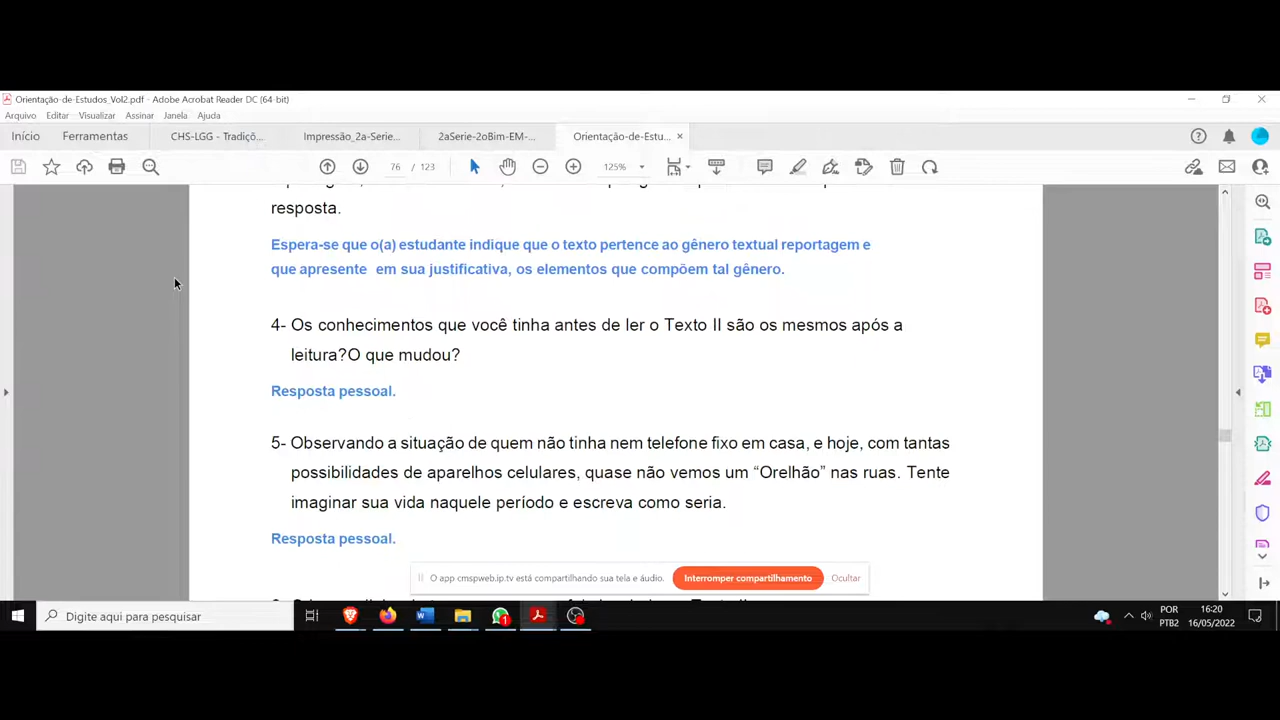 Orientação-de-Estudos_Vol2.pdf - Adobe Acrobat Reader DC (64-bit)
Arquivo Editar Visualizar Assinar Janela Ajuda
Início Ferramentas CHS-LGG - Tradiçõ... Impressão_2a-Serie... 2aSerie-2oBim-EM-... Orientação-de-Estu...
76 / 123 125%
resposta.
Espera-se que o(a) estudante indique que o texto pertence ao gênero textual reportagem e
que apresente em sua justificativa, os elementos que compõem tal gênero.
4- Os conhecimentos que você tinha antes de ler o Texto II são os mesmos após a
leitura?O que mudou?
Resposta pessoal.
5- Observando a situação de quem não tinha nem telefone fixo em casa, e hoje, com tantas
possibilidades de aparelhos celulares, quase não vemos um “Orelhão” nas ruas. Tente
imaginar sua vida naquele período e escreva como seria.
Resposta pessoal.
O app cmspweb.ip.tv está compartilhando sua tela e áudio. Interromper compartilhamento Ocultar
Digite aqui para pesquisar
1
POR 16:20
PTB2 16/05/2022